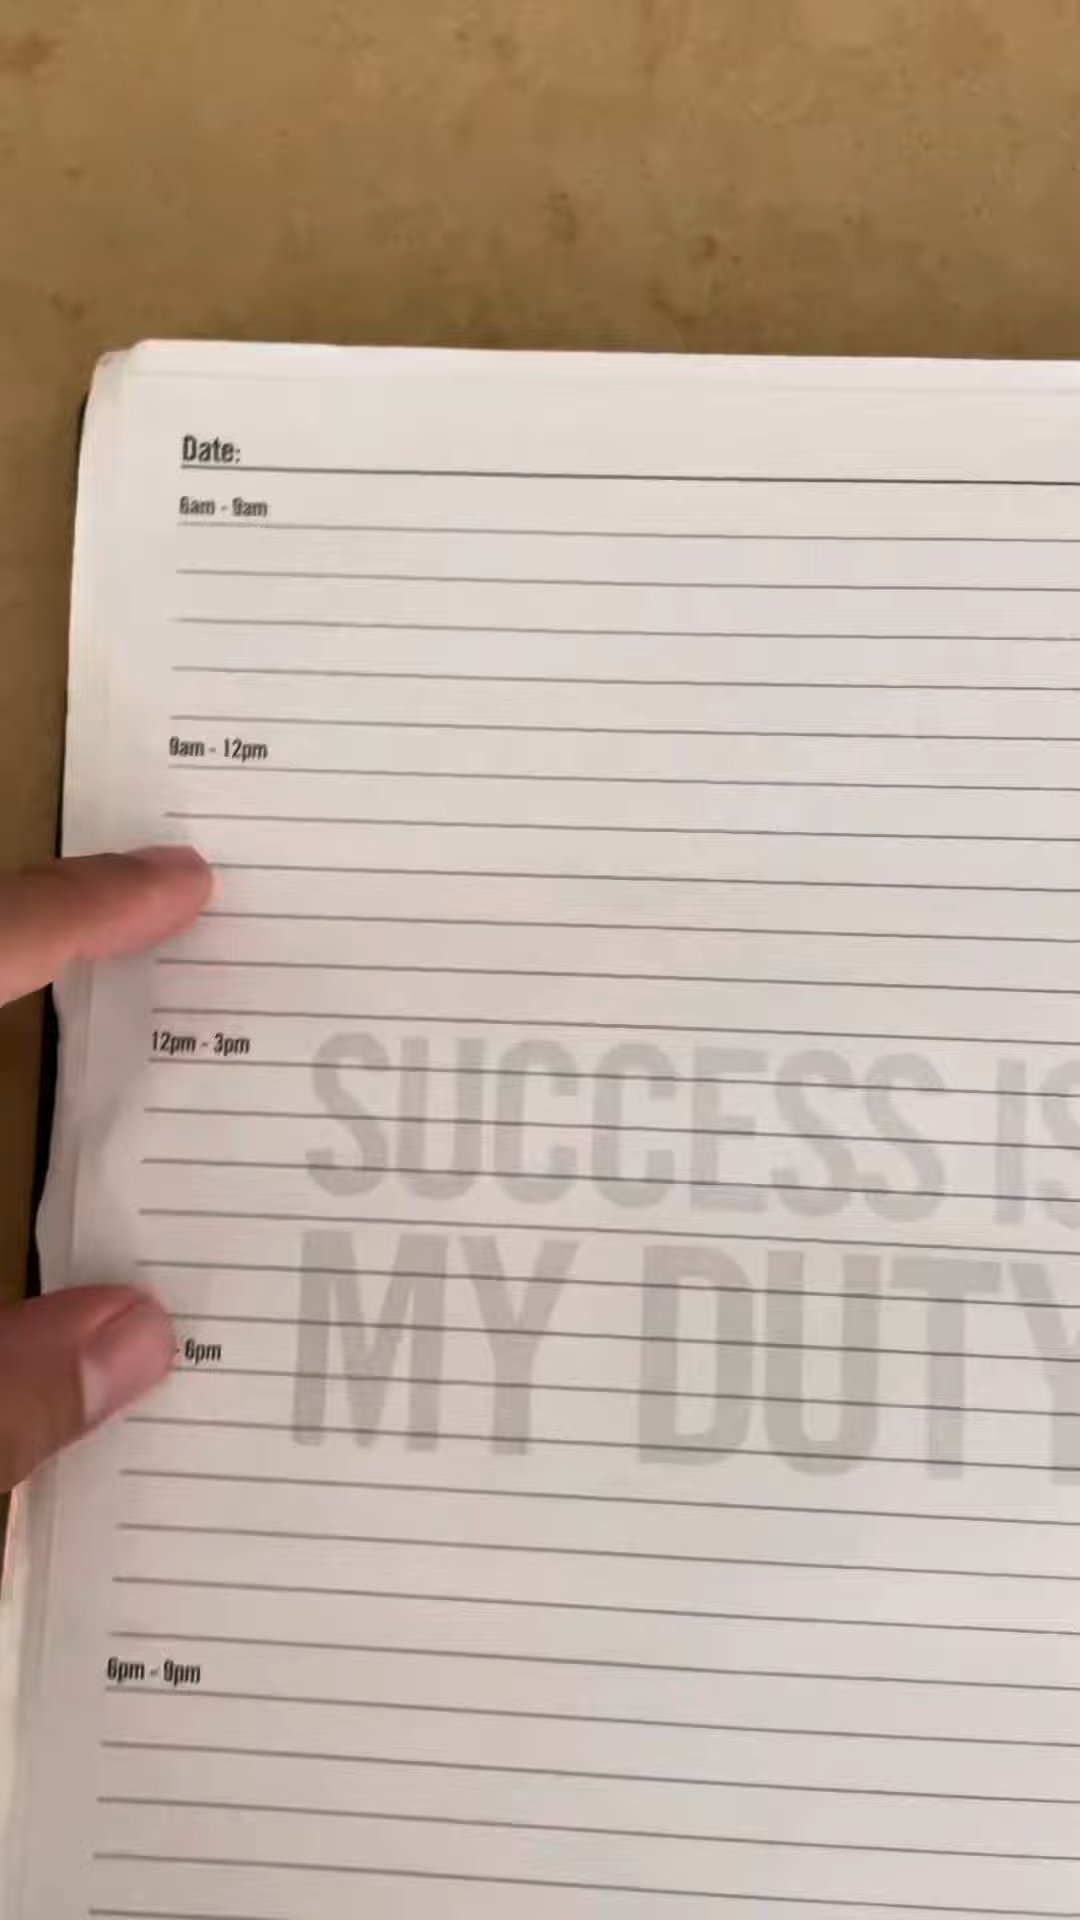 Date:
6am - 9am
9am - 12pm
12pm - 3pm
SUCCESS IS
MY DUTY
- 6pm
6pm - 9pm